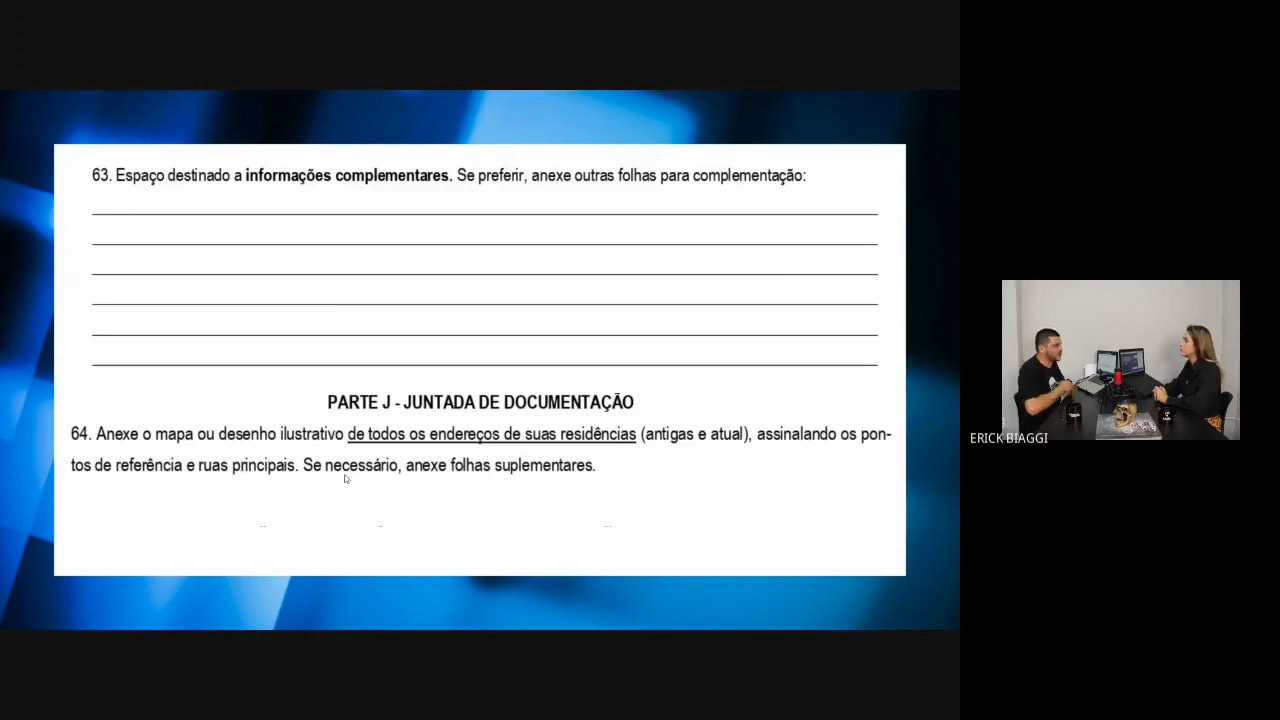 63. Espaço destinado a informações complementares. Se preferir, anexe outras folhas para complementação:
PARTE J - JUNTADA DE DOCUMENTAÇÃO
64. Anexe o mapa ou desenho ilustrativo de todos os endereços de suas residências (antigas e atual), assinalando os pon-
tos de referência e ruas principais. Se necessário, anexe folhas suplementares.
ERICK BIAGGI